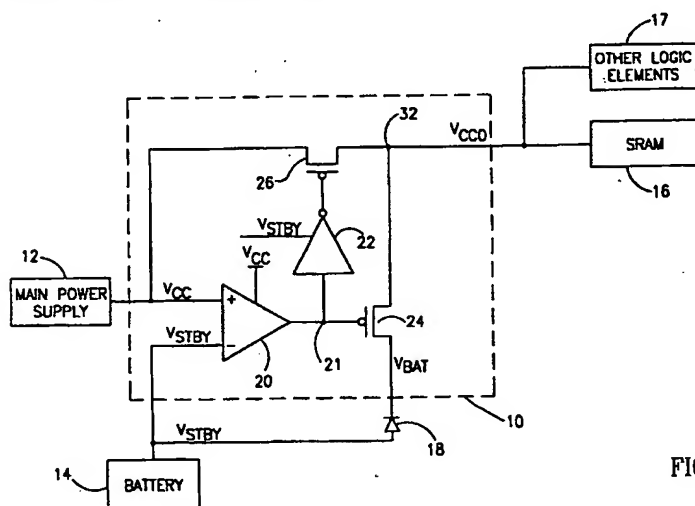 17
OTHER LOGIC
ELEMENTS
32
VCCO
SRAM
16
26
VSTBY
22
12
VCC
MAIN POWER
SUPPLY
VCC
+
VSTBY
-
20
21
24
VBAT
10
VSTBY
18
14
BATTERY
FIG